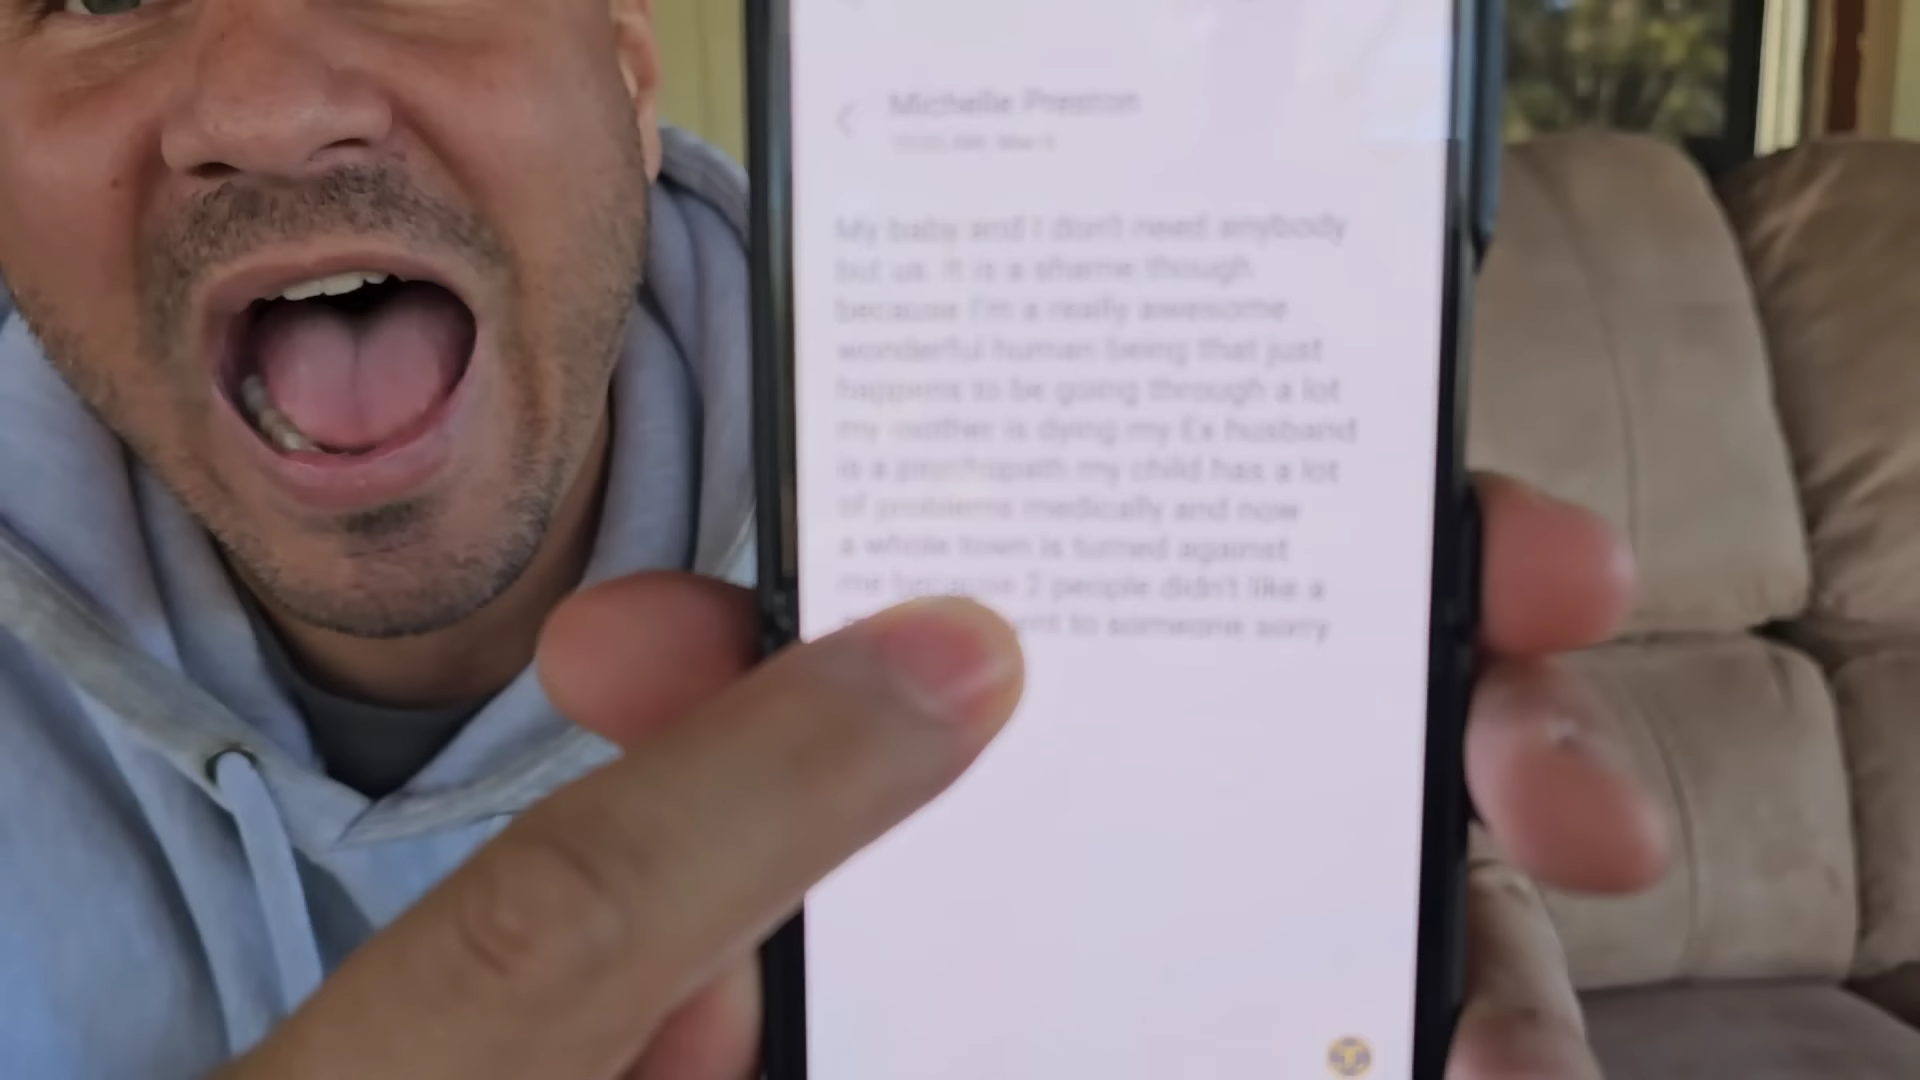 Michelle Preston
My baby and I don't need anybody
but us. It is a shame though
because I'm a really awesome
wonderful human being that just
happens to be going through a lot
my mother is dying my Ex husband
is a psychopath my child has a lot
of problems medically and now
a whole town is turned against
me because 2 people didn't like a
to someone sorry